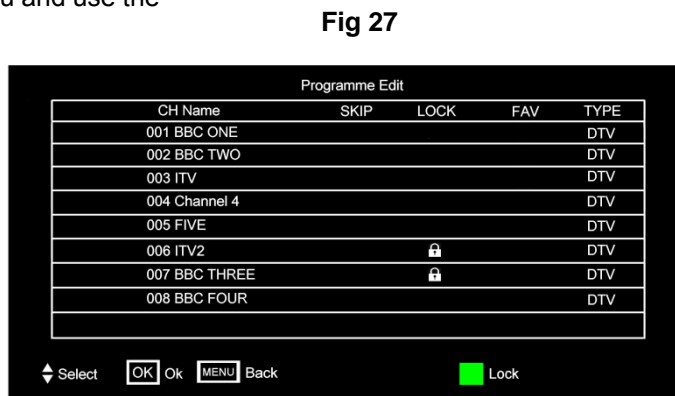 u and use the
Fig 27
Programme Edit
CH Name SKIP LOCK FAV TYPE
001 BBC ONE DTV
002 BBC TWO DTV
003 ITV DTV
004 Channel 4 DTV
005 FIVE DTV
006 ITV2 DTV
007 BBC THREE DTV
008 BBC FOUR DTV
Select OK Ok MENU Back Lock